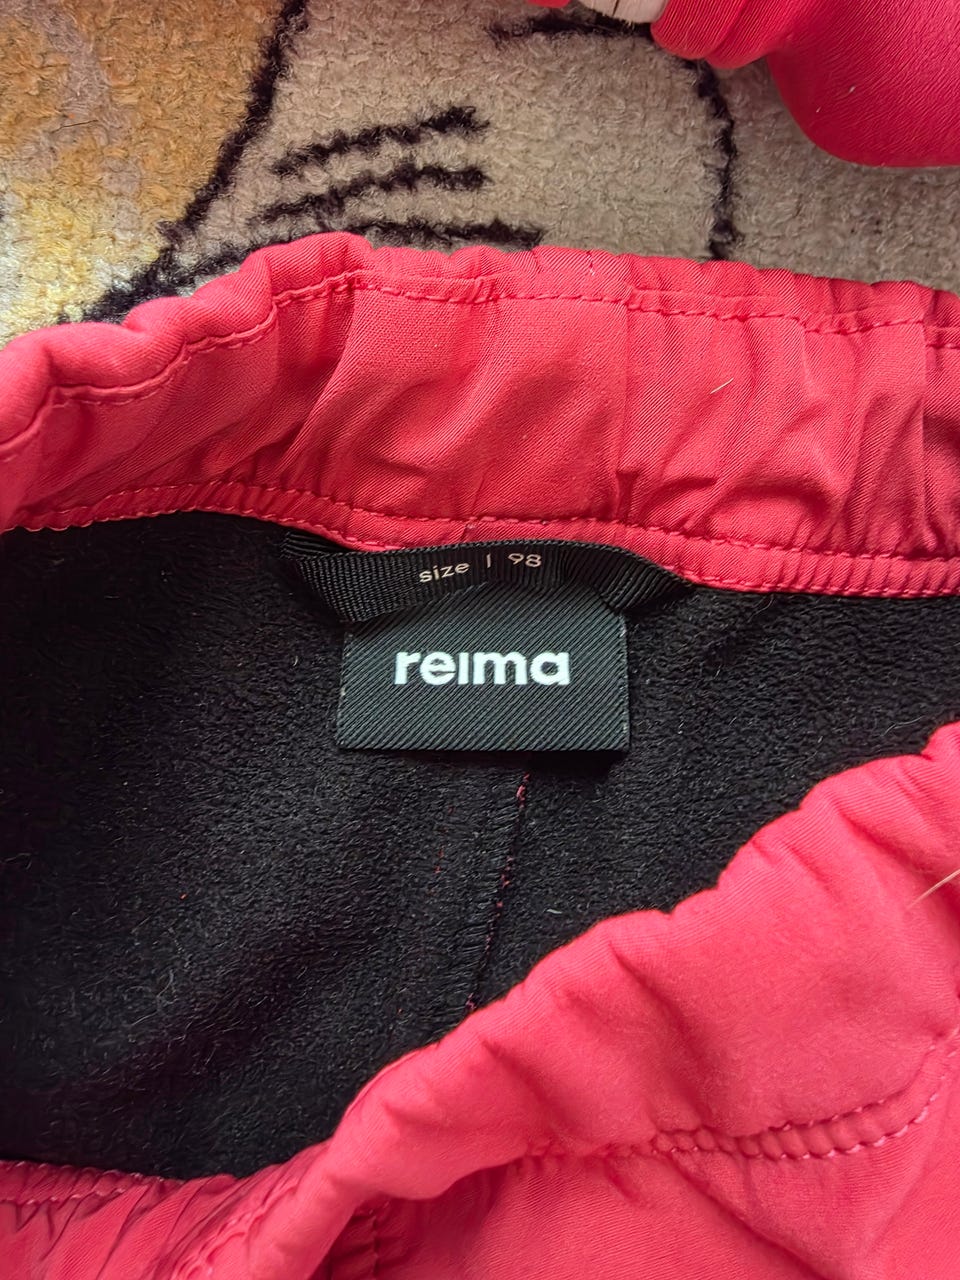 size | 98
reima